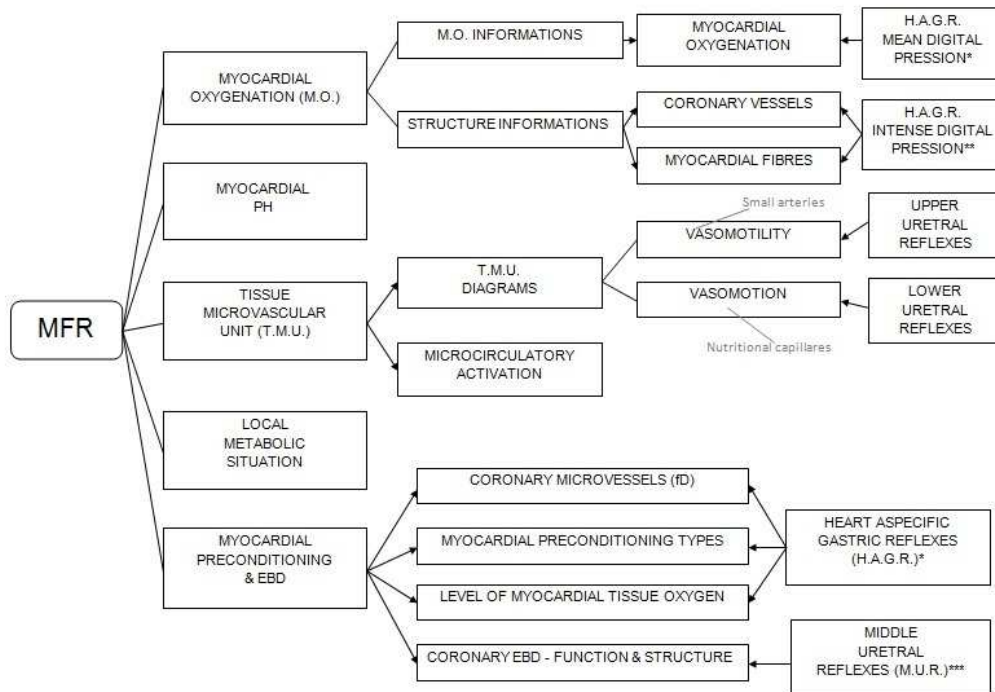 MFR
MYOCARDIAL
OXYGENATION (M.O.)
M.O. INFORMATIONS
MYOCARDIAL
OXYGENATION
H.A.G.R.
MEAN DIGITAL
PRESSION*
STRUCTURE INFORMATIONS
CORONARY VESSELS
MYOCARDIAL FIBRES
H.A.G.R.
INTENSE DIGITAL
PRESSION**
MYOCARDIAL
PH
TISSUE
MICROVASCULAR
UNIT (T.M.U.)
T.M.U.
DIAGRAMS
Small arteries
VASOMOTILITY
UPPER
URETRAL
REFLEXES
VASOMOTION
Nutritional capillares
LOWER
URETRAL
REFLEXES
MICROCIRCULATORY
ACTIVATION
LOCAL
METABOLIC
SITUATION
MYOCARDIAL
PRECONDITIONING
& EBD
CORONARY MICROVESSELS (fD)
MYOCARDIAL PRECONDITIONING TYPES
LEVEL OF MYOCARDIAL TISSUE OXYGEN
CORONARY EBD - FUNCTION & STRUCTURE
HEART ASPECIFIC
GASTRIC REFLEXES
(H.A.G.R.)*
MIDDLE
URETRAL
REFLEXES (M.U.R.)***